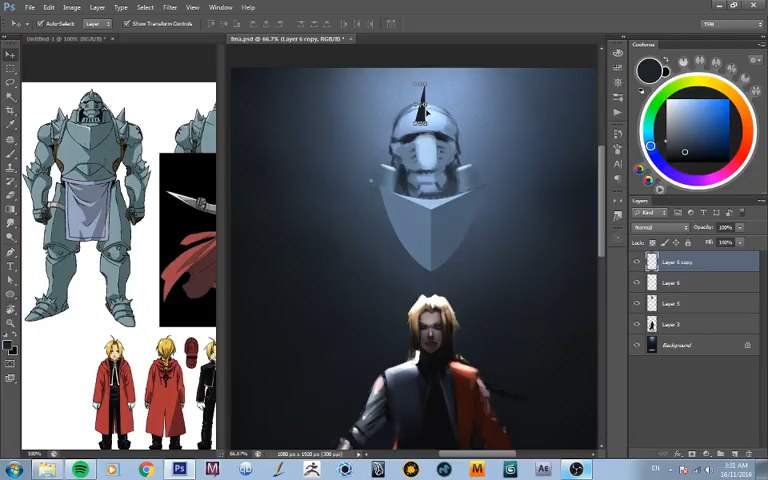 Ps File Edit Image Layer Type Select Filter View Window Help
Auto-Select: Layer Show Transform Controls
Untitled-1 @ 100% (RGB/8*) * ×
fma.psd @ 66.7% (Layer 6 copy, RGB/8*) * ×
Coolorus
Layers
Kind
Normal Opacity: 100%
Lock: Fill: 100%
Layer 6 copy
Layer 6
Layer 5
Layer 3
Background
100%
66.67% 1080 px x 1920 px (300 ppi)
EN 3:31 AM
16/11/2016